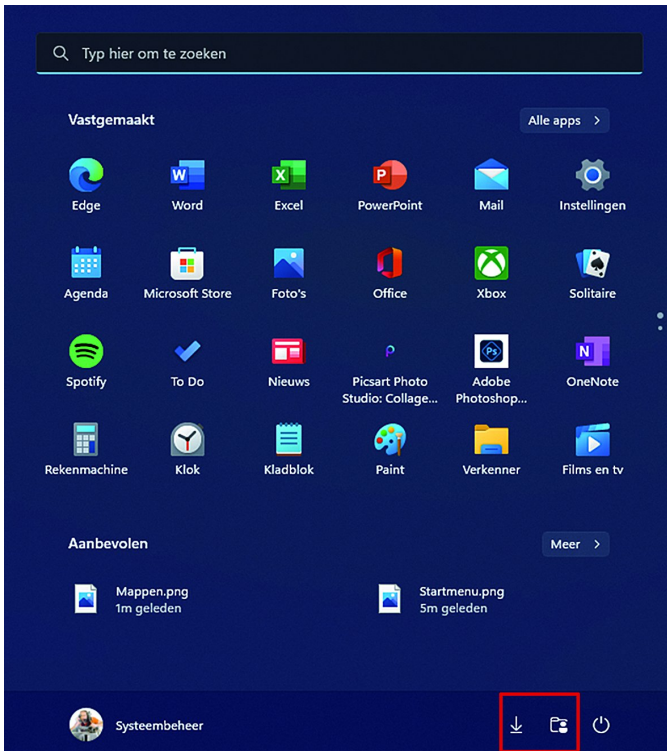 Typ hier om te zoeken
Vastgemaakt
Alle apps
Edge
Word
Excel
PowerPoint
Mail
Instellingen
Agenda
Microsoft Store
Foto's
Office
Xbox
Solitaire
Spotify
To Do
Nieuws
Picsart Photo
Studio: Collage...
Adobe
Photoshop...
OneNote
Rekenmachine
Klok
Kladblok
Paint
Verkenner
Films en tv
Aanbevolen
Meer
Mappen.png
1m geleden
Startmenu.png
5m geleden
Systeembeheer